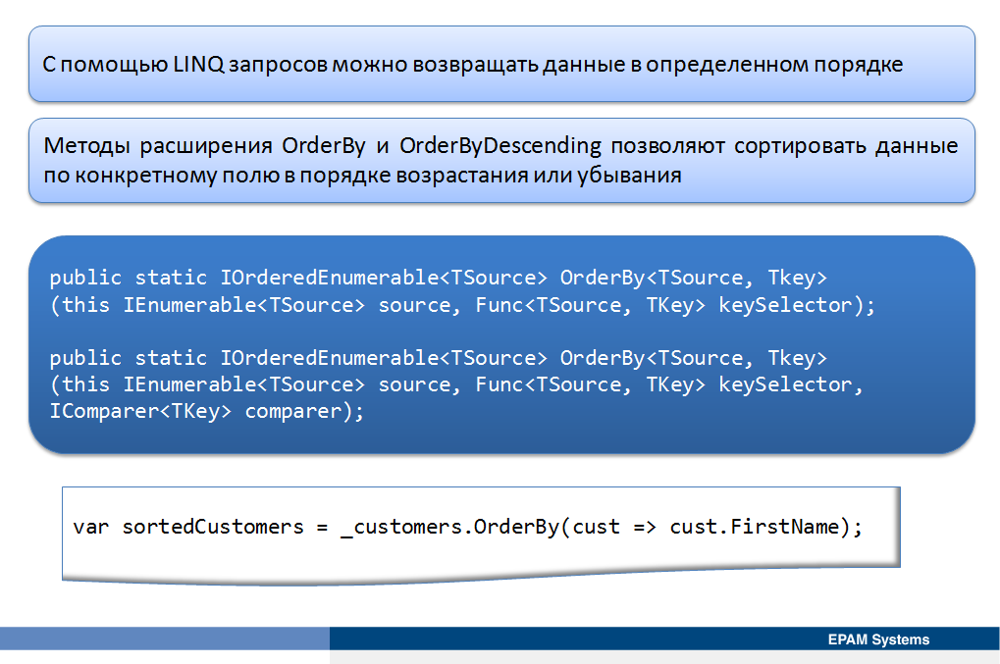 С помощью LINQ запросов можно возвращать данные в определенном порядке
Методы расширения OrderBy и OrderByDescending позволяют сортировать данные
по конкретному полю в порядке возрастания или убывания
public static IOrderedEnumerable<TSource> OrderBy<TSource, Tkey>
(this IEnumerable<TSource> source, Func<TSource, TKey> keySelector);
public static IOrderedEnumerable<TSource> OrderBy<TSource, Tkey>
(this IEnumerable<TSource> source, Func<TSource, TKey> keySelector,
IComparer<TKey> comparer);
var sortedCustomers = _customers.OrderBy(cust => cust.FirstName);
EPAM Systems